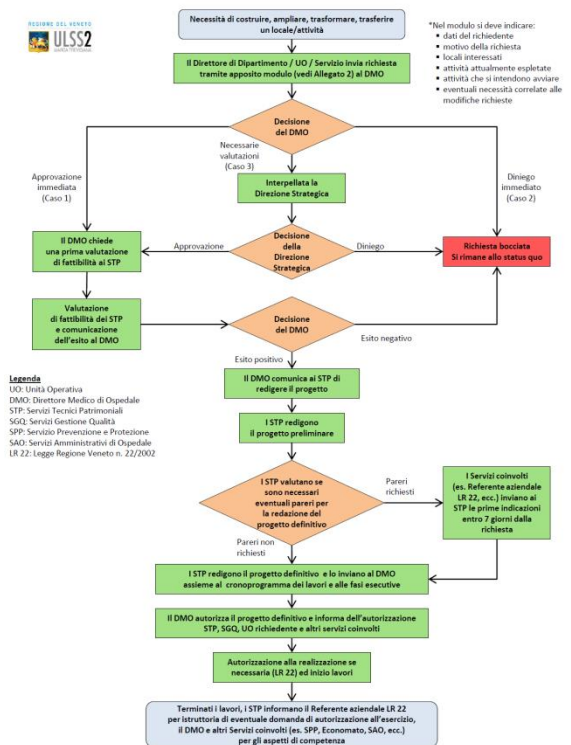 REGIONE DEL VENETO
ULSS2
MARCA TREVIGIANA
Necessità di costruire, ampliare, trasformare, trasferire
un locale/attività
*Nel modulo si deve indicare:
▪ dati del richiedente
▪ motivo della richiesta
▪ locali interessati
▪ attività attualmente espletate
▪ attività che si intendono avviare
▪ eventuali necessità correlate alle
modifiche richieste
Il Direttore di Dipartimento / UO / Servizio invia richiesta
tramite apposito modulo (vedi Allegato 2) al DMO
Decisione
del DMO
Approvazione
immediata
(Caso 1)
Necessarie
valutazioni
(Caso 3)
Diniego
immediato
(Caso 2)
Interpellata la
Direzione Strategica
Il DMO chiede
una prima valutazione
di fattibilità ai STP
Approvazione
Decisione
della
Direzione
Strategica
Diniego
Richiesta bocciata
Si rimane allo status quo
Valutazione
di fattibilità dei STP
e comunicazione
dell'esito al DMO
Decisione
del DMO
Esito negativo
Esito positivo
Legenda
UO: Unità Operativa
DMO: Direttore Medico di Ospedale
STP: Servizi Tecnici Patrimoniali
SGQ: Servizi Gestione Qualità
SPP: Servizio Prevenzione e Protezione
SAO: Servizi Amministrativi di Ospedale
LR 22: Legge Regione Veneto n. 22/2002
Il DMO comunica ai STP di
redigere il progetto
I STP redigono
il progetto preliminare
I STP valutano se
sono necessari
eventuali pareri per
la redazione del
progetto definitivo
Pareri
richiesti
I Servizi coinvolti
(es. Referente aziendale
LR 22, ecc.) inviano ai
STP le prime indicazioni
entro 7 giorni dalla
richiesta
Pareri non
richiesti
I STP redigono il progetto definitivo e lo inviano al DMO
assieme al cronoprogramma dei lavori e alle fasi esecutive
Il DMO autorizza il progetto definitivo e informa dell'autorizzazione
STP, SGQ, UO richiedente e altri servizi coinvolti
Autorizzazione alla realizzazione se
necessaria (LR 22) ed inizio lavori
Terminati i lavori, i STP informano il Referente aziendale LR 22
per istruttoria di eventuale domanda di autorizzazione all'esercizio,
il DMO e altri Servizi coinvolti (es. SPP, Economato, SAO, ecc.)
per gli aspetti di competenza